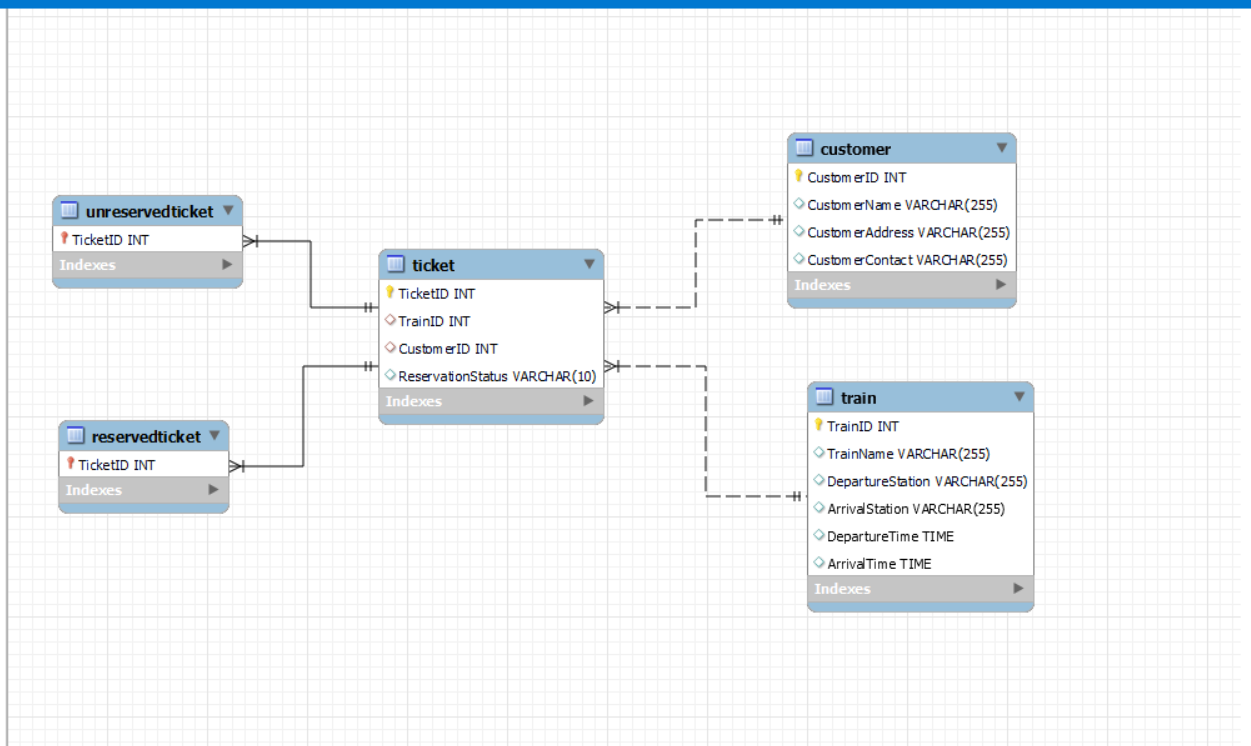 unreservedticket
TicketID INT
Indexes
reservedticket
TicketID INT
Indexes
ticket
TicketID INT
TrainID INT
CustomerID INT
ReservationStatus VARCHAR(10)
Indexes
customer
CustomerID INT
CustomerName VARCHAR(255)
CustomerAddress VARCHAR(255)
CustomerContact VARCHAR(255)
Indexes
train
TrainID INT
TrainName VARCHAR(255)
DepartureStation VARCHAR(255)
ArrivalStation VARCHAR(255)
DepartureTime TIME
ArrivalTime TIME
Indexes